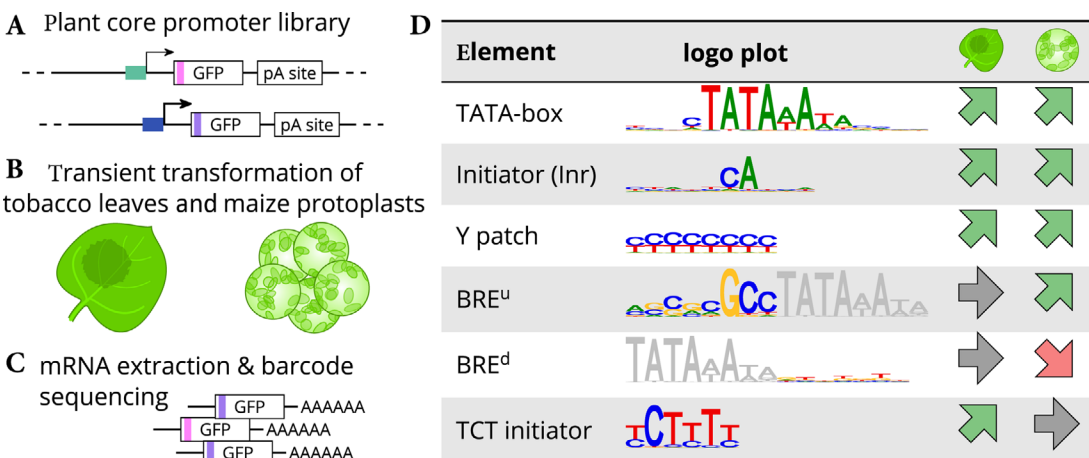 A Plant core promoter library
GFP pA site
GFP pA site
B Transient transformation of
tobacco leaves and maize protoplasts
C mRNA extraction & barcode
sequencing
GFP AAAAAA
GFP AAAAAA
GFP AAAAAA
D
Element logo plot
TATA-box
Initiator (Inr)
Y patch
BREᵘ
BREᵈ
TCT initiator